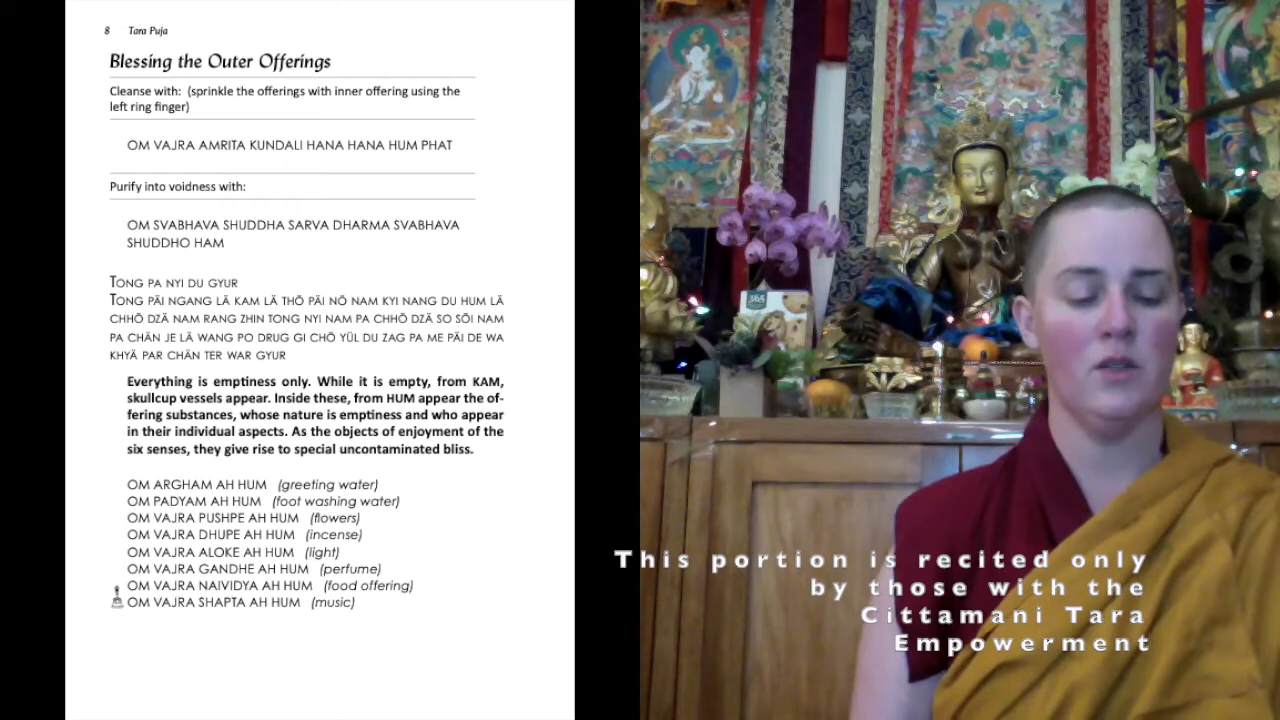 8 Tara Puja
Blessing the Outer Offerings
Cleanse with: (sprinkle the offerings with inner offering using the
left ring finger)
OM VAJRA AMRITA KUNDALI HANA HANA HUM PHAT
Purify into voidness with:
OM SVABHAVA SHUDDHA SARVA DHARMA SVABHAVA
SHUDDHO HAM
TONG PA NYI DU GYUR
TONG PÄI NGANG LÄ KAM LÄ THÖ PÄI NÖ NAM KYI NANG DU HUM LÄ
CHHÖ DZÄ NAM RANG ZHIN TONG NYI NAM PA CHHÖ DZÄ SO SÖI NAM
PA CHÄN JE LÄ WANG PO DRUG GI CHÖ YÜL DU ZAG PA ME PÄI DE WA
KHYÄ PAR CHÄN TER WAR GYUR
Everything is emptiness only. While it is empty, from KAM,
skullcup vessels appear. Inside these, from HUM appear the of-
fering substances, whose nature is emptiness and who appear
in their individual aspects. As the objects of enjoyment of the
six senses, they give rise to special uncontaminated bliss.
OM ARGHAM AH HUM (greeting water)
OM PADYAM AH HUM (foot washing water)
OM VAJRA PUSHPE AH HUM (flowers)
OM VAJRA DHUPE AH HUM (incense)
OM VAJRA ALOKE AH HUM (light)
OM VAJRA GANDHE AH HUM (perfume)
OM VAJRA NAIVIDYA AH HUM (food offering)
OM VAJRA SHAPTA AH HUM (music)
365
This portion is recited only
by those with the
Cittamani Tara
Empowerment